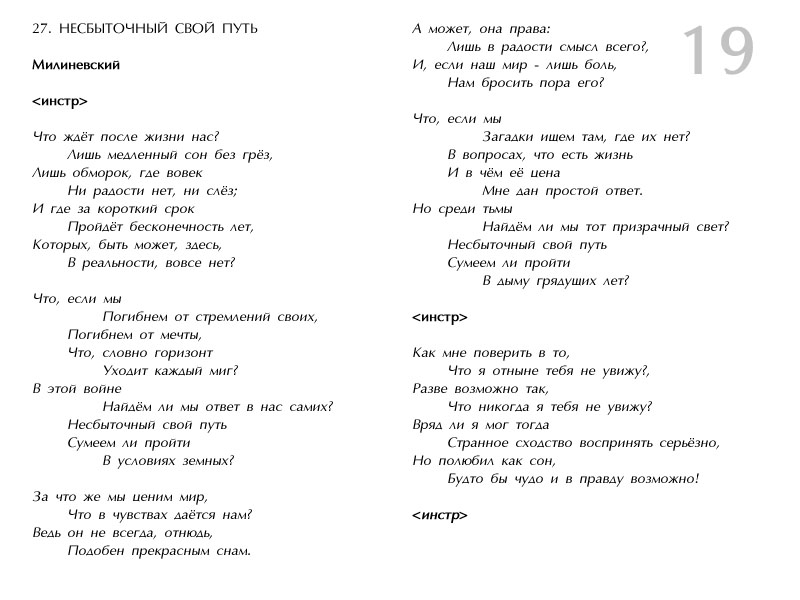 27. НЕСБЫТОЧНЫЙ СВОЙ ПУТЬ
Милиневский
<инстр>
Что ждёт после жизни нас?
Лишь медленный сон без грёз,
Лишь обморок, где вовек
Ни радости нет, ни слёз;
И где за короткий срок
Пройдёт бесконечность лет,
Которых, быть может, здесь,
В реальности, вовсе нет?
Что, если мы
Погибнем от стремлений своих,
Погибнем от мечты,
Что, словно горизонт
Уходит каждый миг?
В этой войне
Найдём ли мы ответ в нас самих?
Несбыточный свой путь
Сумеем ли пройти
В условиях земных?
За что же мы ценим мир,
Что в чувствах даётся нам?
Ведь он не всегда, отнюдь,
Подобен прекрасным снам.
А может, она права:
Лишь в радости смысл всего?,
И, если наш мир - лишь боль,
Нам бросить пора его?
Что, если мы
Загадки ищем там, где их нет?
В вопросах, что есть жизнь
И в чём её цена
Мне дан простой ответ.
Но среди тьмы
Найдём ли мы тот призрачный свет?
Несбыточный свой путь
Сумеем ли пройти
В дыму грядущих лет?
<инстр>
Как мне поверить в то,
Что я отныне тебя не увижу?,
Разве возможно так,
Что никогда я тебя не увижу?
Вряд ли я мог тогда
Странное сходство воспринять серьёзно,
Но полюбил как сон,
Будто бы чудо и в правду возможно!
<инстр>
19